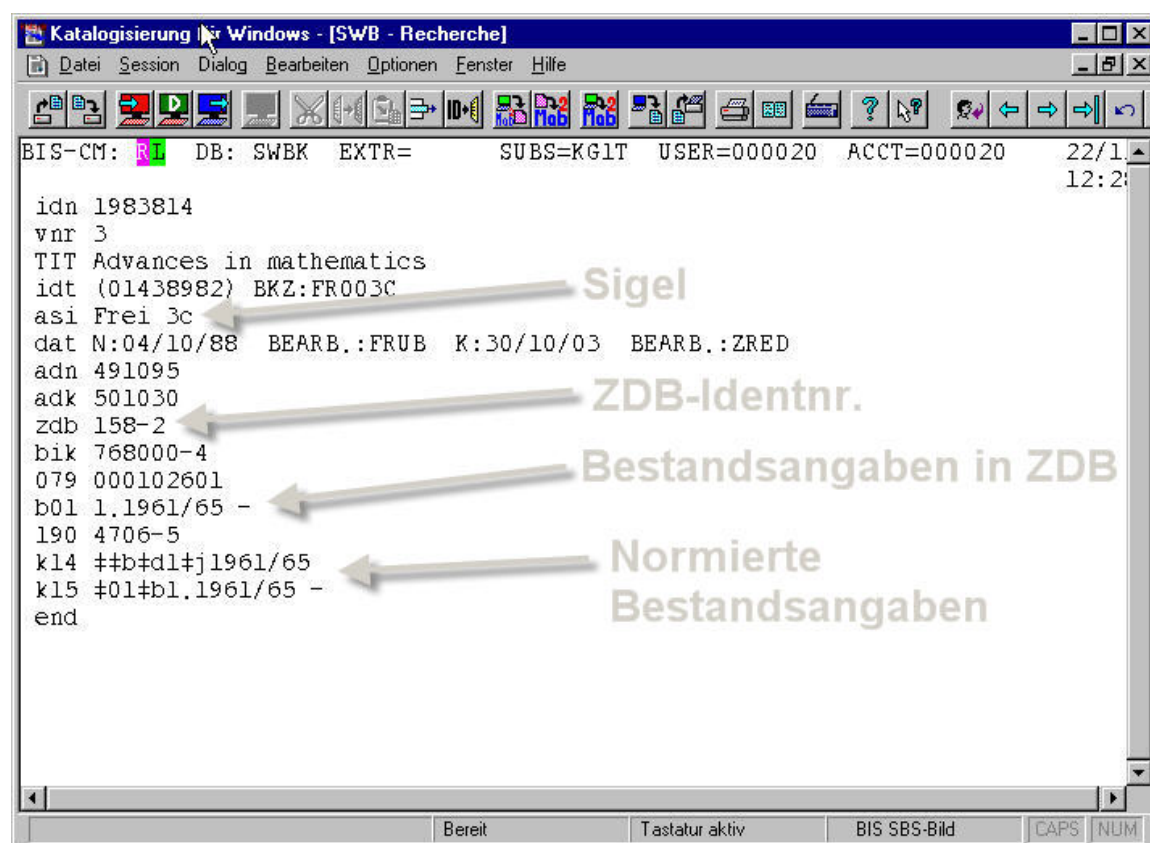 Katalogisierung für Windows - [SWB - Recherche]
Datei Session Dialog Bearbeiten Optionen Fenster Hilfe
BIS-CM: RL DB: SWBK EXTR= SUBS=KG1T USER=000020 ACCT=000020 22/1
12:2
idn 1983814
vnr 3
TIT Advances in mathematics
idt (01438982) BKZ:FR003C
Sigel
asi Frei 3c
dat N:04/10/88 BEARB.:FRUB K:30/10/03 BEARB.:ZRED
adn 491095
adk 501030
ZDB-Identnr.
zdb 158-2
bik 768000-4
Bestandsangaben in ZDB
079 000102601
b01 1.1961/65 -
190 4706-5
k14 ‡‡b‡d1‡j1961/65
Normierte
k15 ‡01‡b1.1961/65 -
Bestandsangaben
end
Bereit Tastatur aktiv BIS SBS-Bild CAPS NUM